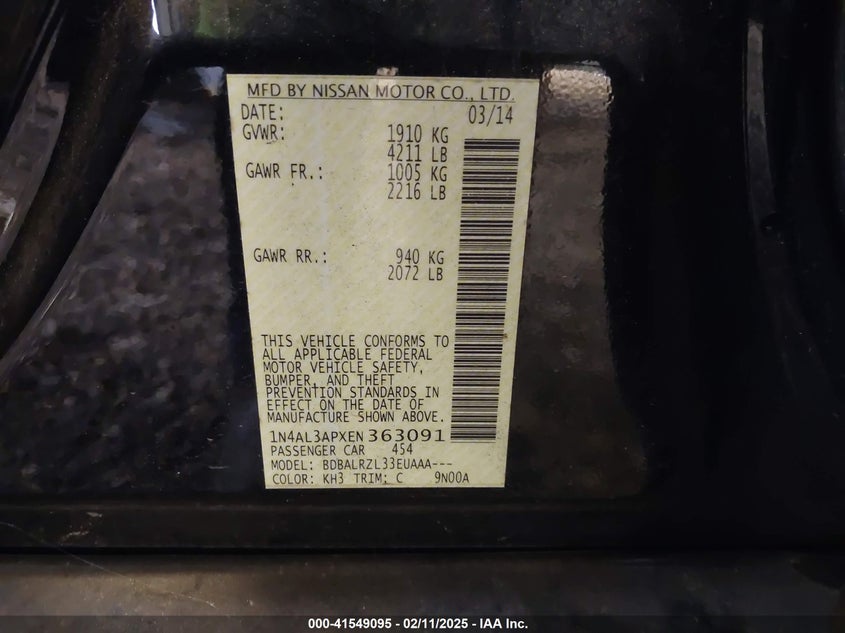 MFD BY NISSAN MOTOR CO., LTD.
DATE: 03/14
GVWR: 1910 KG
4211 LB
GAWR FR.: 1005 KG
2216 LB
GAWR RR.: 940 KG
2072 LB
THIS VEHICLE CONFORMS TO
ALL APPLICABLE FEDERAL
MOTOR VEHICLE SAFETY,
BUMPER, AND THEFT
PREVENTION STANDARDS IN
EFFECT ON THE DATE OF
MANUFACTURE SHOWN ABOVE.
1N4AL3APXEN363091
PASSENGER CAR 454
MODEL: BDBALRZL33EUAAA---
COLOR: KH3 TRIM: C 9N00A
000-41549095 - 02/11/2025 - IAA Inc.